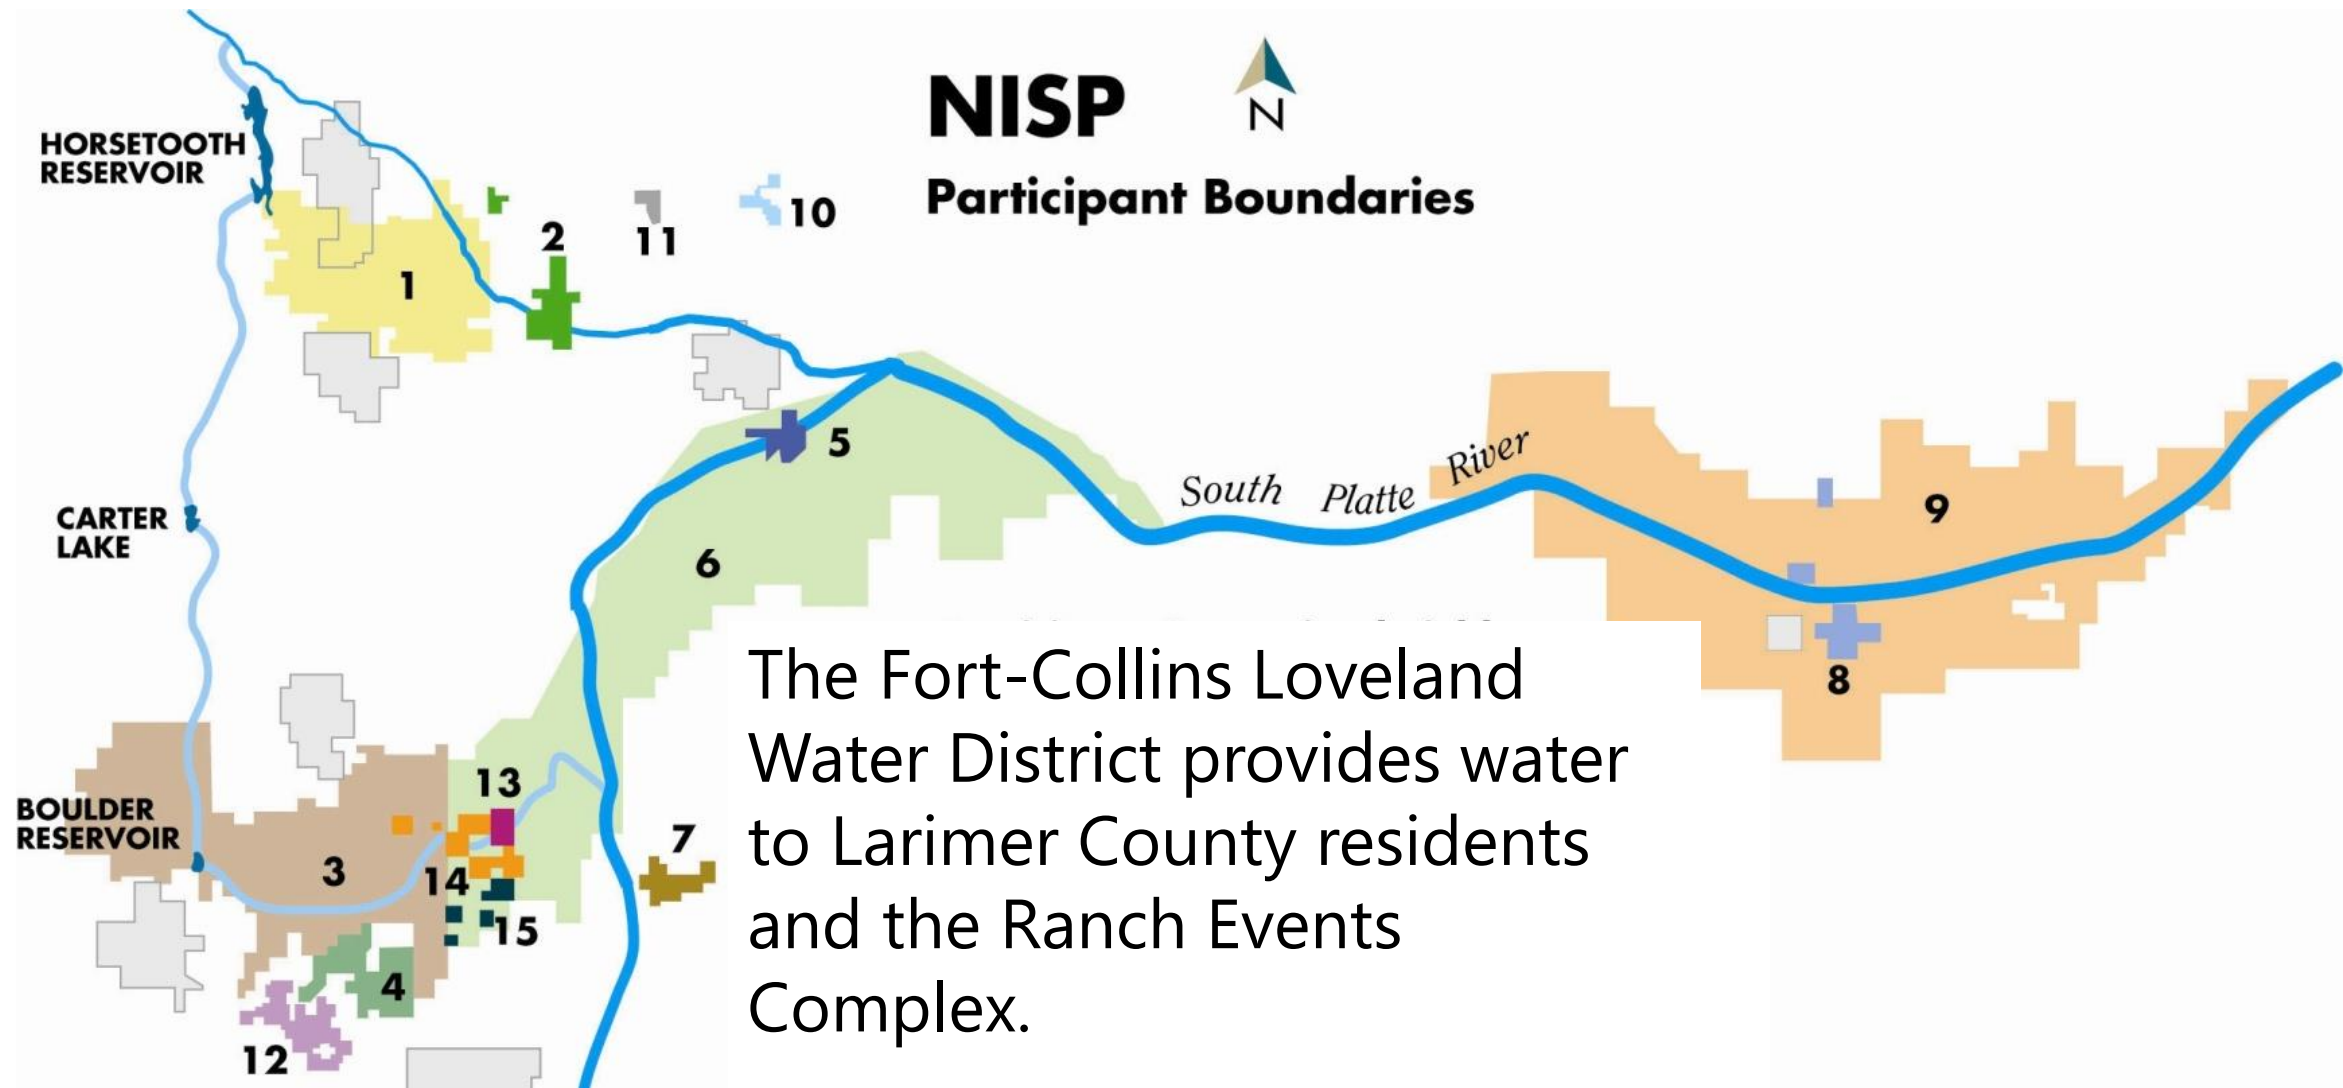 NISP
N
Participant Boundaries
HORSETOOTH
RESERVOIR
1
2
11
10
5
South Platte River
9
CARTER
LAKE
6
8
The Fort-Collins Loveland
Water District provides water
to Larimer County residents
and the Ranch Events
Complex.
13
BOULDER
RESERVOIR
3
14
7
15
4
12